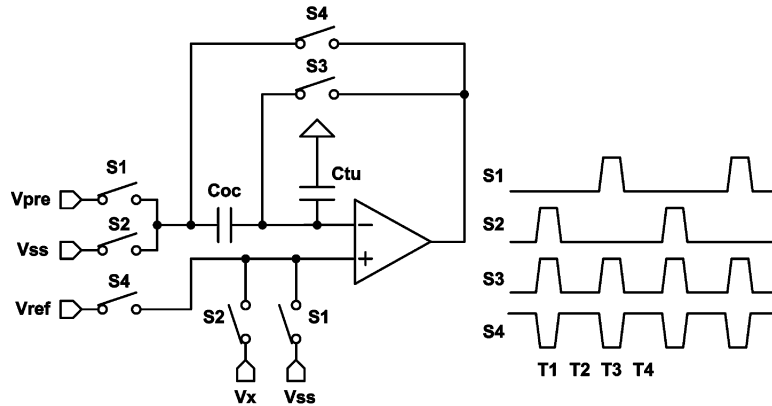 S4
S3
S1
Vpre
S2
Vss
Coc
Ctu
−
+
S4
Vref
S2
S1
Vx
Vss
S1
S2
S3
S4
T1 T2 T3 T4